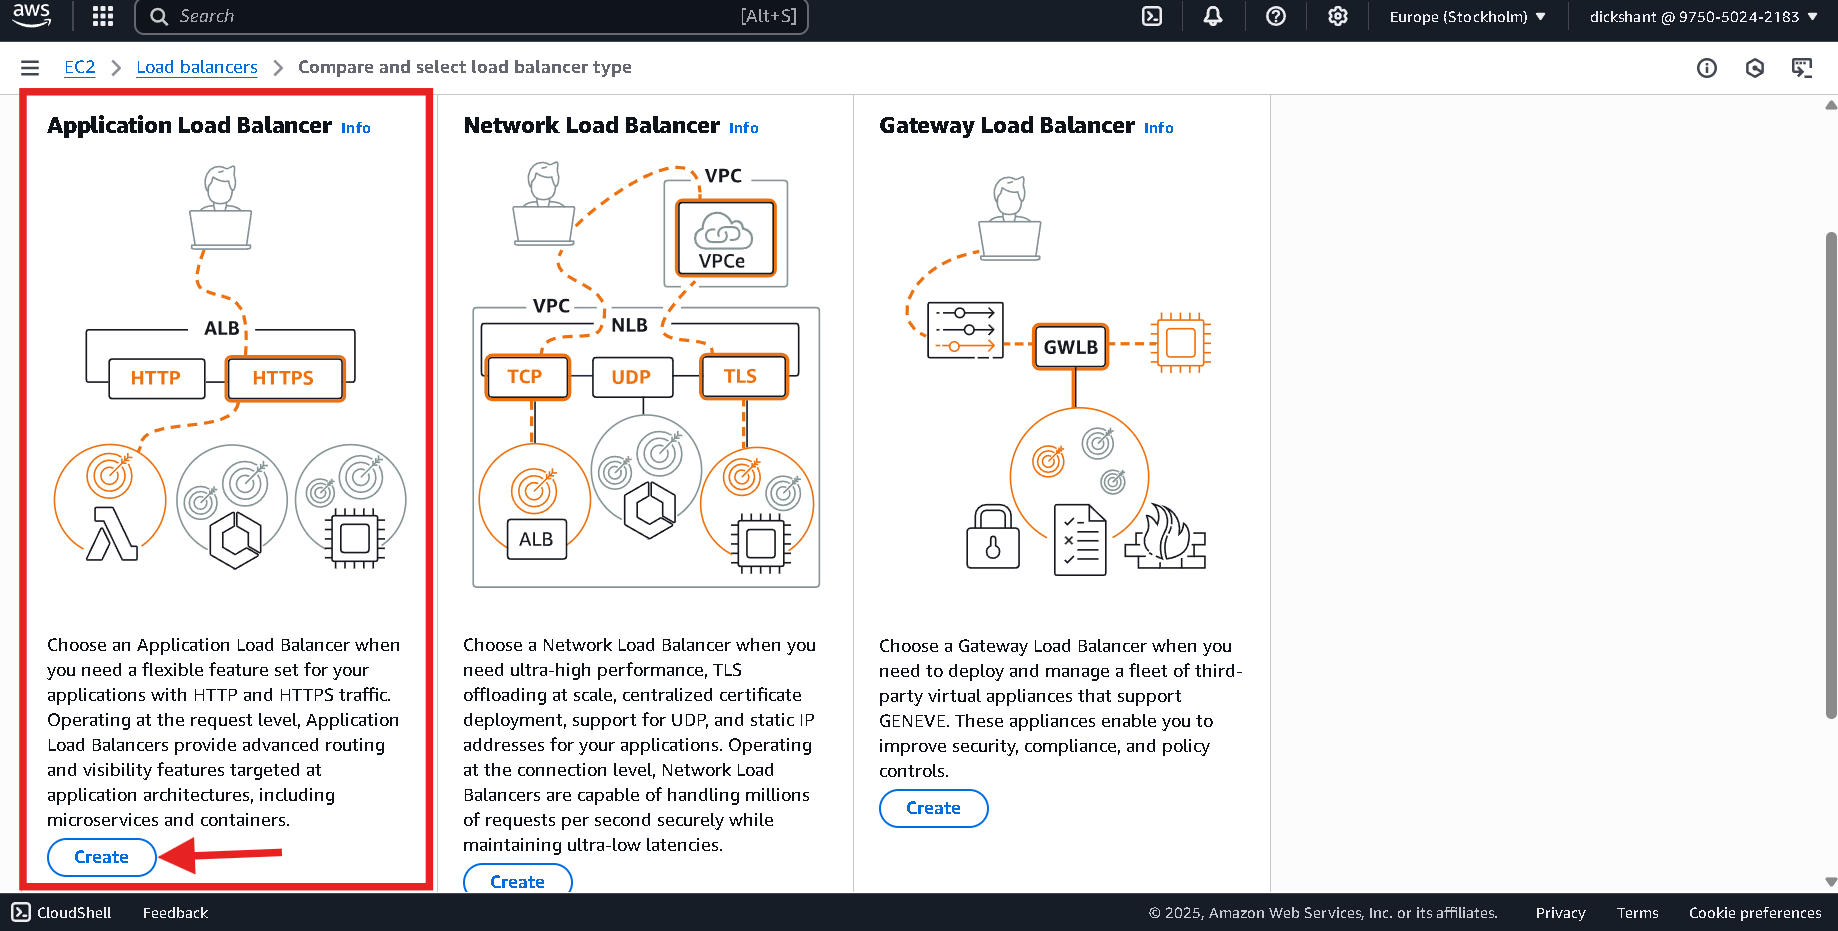 aws
Search
[Alt+S]
Europe (Stockholm)
dickshant @ 9750-5024-2183
EC2
Load balancers
Compare and select load balancer type
Application Load Balancer Info
ALB
HTTP
HTTPS
Choose an Application Load Balancer when
you need a flexible feature set for your
applications with HTTP and HTTPS traffic.
Operating at the request level, Application
Load Balancers provide advanced routing
and visibility features targeted at
application architectures, including
microservices and containers.
Create
Network Load Balancer Info
VPC
VPCe
VPC
NLB
TCP
UDP
TLS
ALB
Choose a Network Load Balancer when you
need ultra-high performance, TLS
offloading at scale, centralized certificate
deployment, support for UDP, and static IP
addresses for your applications. Operating
at the connection level, Network Load
Balancers are capable of handling millions
of requests per second securely while
maintaining ultra-low latencies.
Create
Gateway Load Balancer Info
GWLB
Choose a Gateway Load Balancer when you
need to deploy and manage a fleet of third-
party virtual appliances that support
GENEVE. These appliances enable you to
improve security, compliance, and policy
controls.
Create
CloudShell
Feedback
© 2025, Amazon Web Services, Inc. or its affiliates.
Privacy
Terms
Cookie preferences